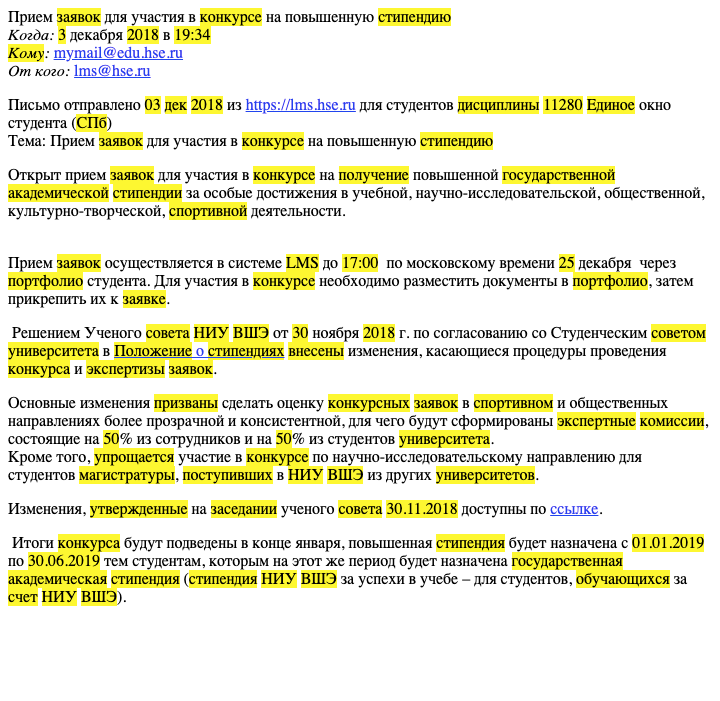 Прием заявок для участия в конкурсе на повышенную стипендию
Когда: 3 декабря 2018 в 19:34
Кому: mymail@edu.hse.ru
От кого: lms@hse.ru
Письмо отправлено 03 дек 2018 из https://lms.hse.ru для студентов дисциплины 11280 Единое окно
студента (СПб)
Тема: Прием заявок для участия в конкурсе на повышенную стипендию
Открыт прием заявок для участия в конкурсе на получение повышенной государственной
академической стипендии за особые достижения в учебной, научно-исследовательской, общественной,
культурно-творческой, спортивной деятельности.
Прием заявок осуществляется в системе LMS до 17:00 по московскому времени 25 декабря через
портфолио студента. Для участия в конкурсе необходимо разместить документы в портфолио, затем
прикрепить их к заявке.
Решением Ученого совета НИУ ВШЭ от 30 ноября 2018 г. по согласованию со Студенческим советом
университета в Положение о стипендиях внесены изменения, касающиеся процедуры проведения
конкурса и экспертизы заявок.
Основные изменения призваны сделать оценку конкурсных заявок в спортивном и общественных
направлениях более прозрачной и консистентной, для чего будут сформированы экспертные комиссии,
состоящие на 50% из сотрудников и на 50% из студентов университета.
Кроме того, упрощается участие в конкурсе по научно-исследовательскому направлению для
студентов магистратуры, поступивших в НИУ ВШЭ из других университетов.
Изменения, утвержденные на заседании ученого совета 30.11.2018 доступны по ссылке.
Итоги конкурса будут подведены в конце января, повышенная стипендия будет назначена с 01.01.2019
по 30.06.2019 тем студентам, которым на этот же период будет назначена государственная
академическая стипендия (стипендия НИУ ВШЭ за успехи в учебе – для студентов, обучающихся за
счет НИУ ВШЭ).